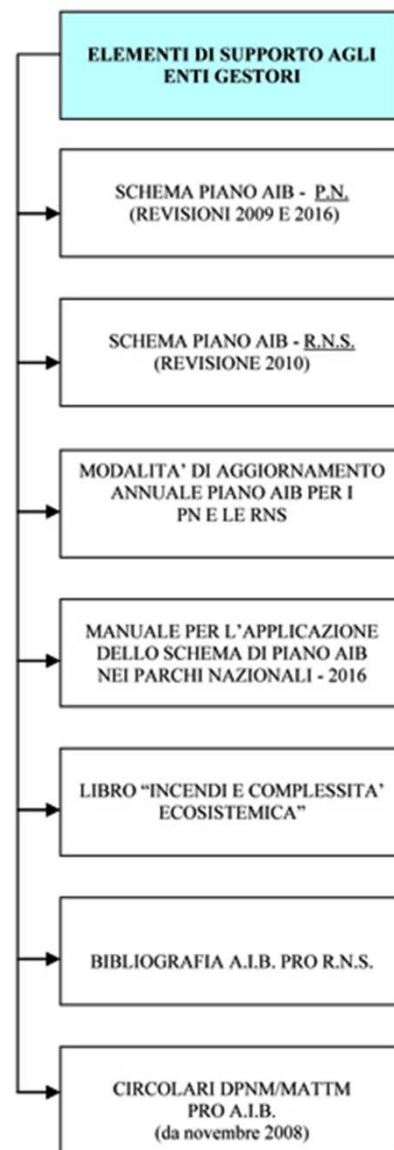 ELEMENTI DI SUPPORTO AGLI
ENTI GESTORI
SCHEMA PIANO AIB - P.N.
(REVISIONI 2009 E 2016)
SCHEMA PIANO AIB - R.N.S.
(REVISIONE 2010)
MODALITA’ DI AGGIORNAMENTO
ANNUALE PIANO AIB PER I
PN E LE RNS
MANUALE PER L’APPLICAZIONE
DELLO SCHEMA DI PIANO AIB
NEI PARCHI NAZIONALI - 2016
LIBRO “INCENDI E COMPLESSITA’
ECOSISTEMICA”
BIBLIOGRAFIA A.I.B. PRO R.N.S.
CIRCOLARI DPNM/MATTM
PRO A.I.B.
(da novembre 2008)